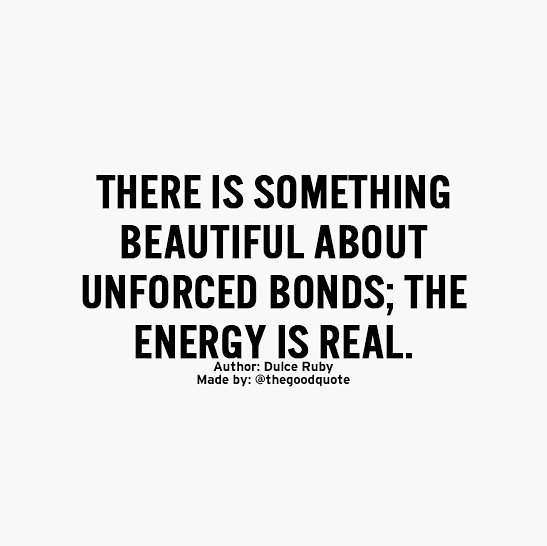 THERE IS SOMETHING
BEAUTIFUL ABOUT
UNFORCED BONDS; THE
ENERGY IS REAL.
Author: Dulce Ruby
Made by: @thegoodquote